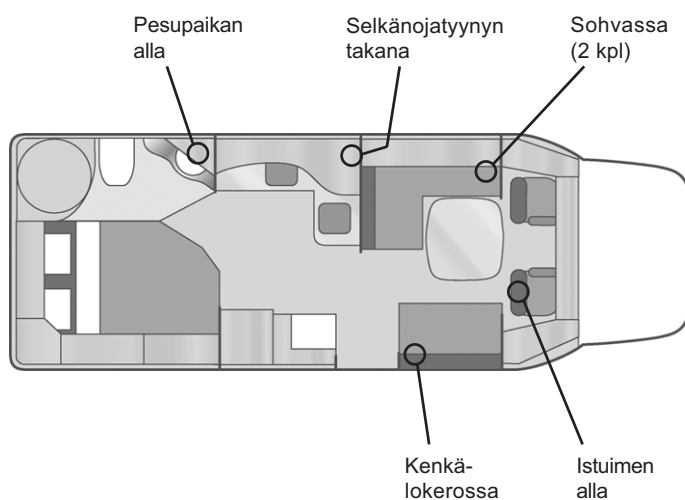 Pesupaikan
alla
Selkänojatyynyn
takana
Sohvassa
(2 kpl)
Kenkä-
lokerossa
Istuimen
alla